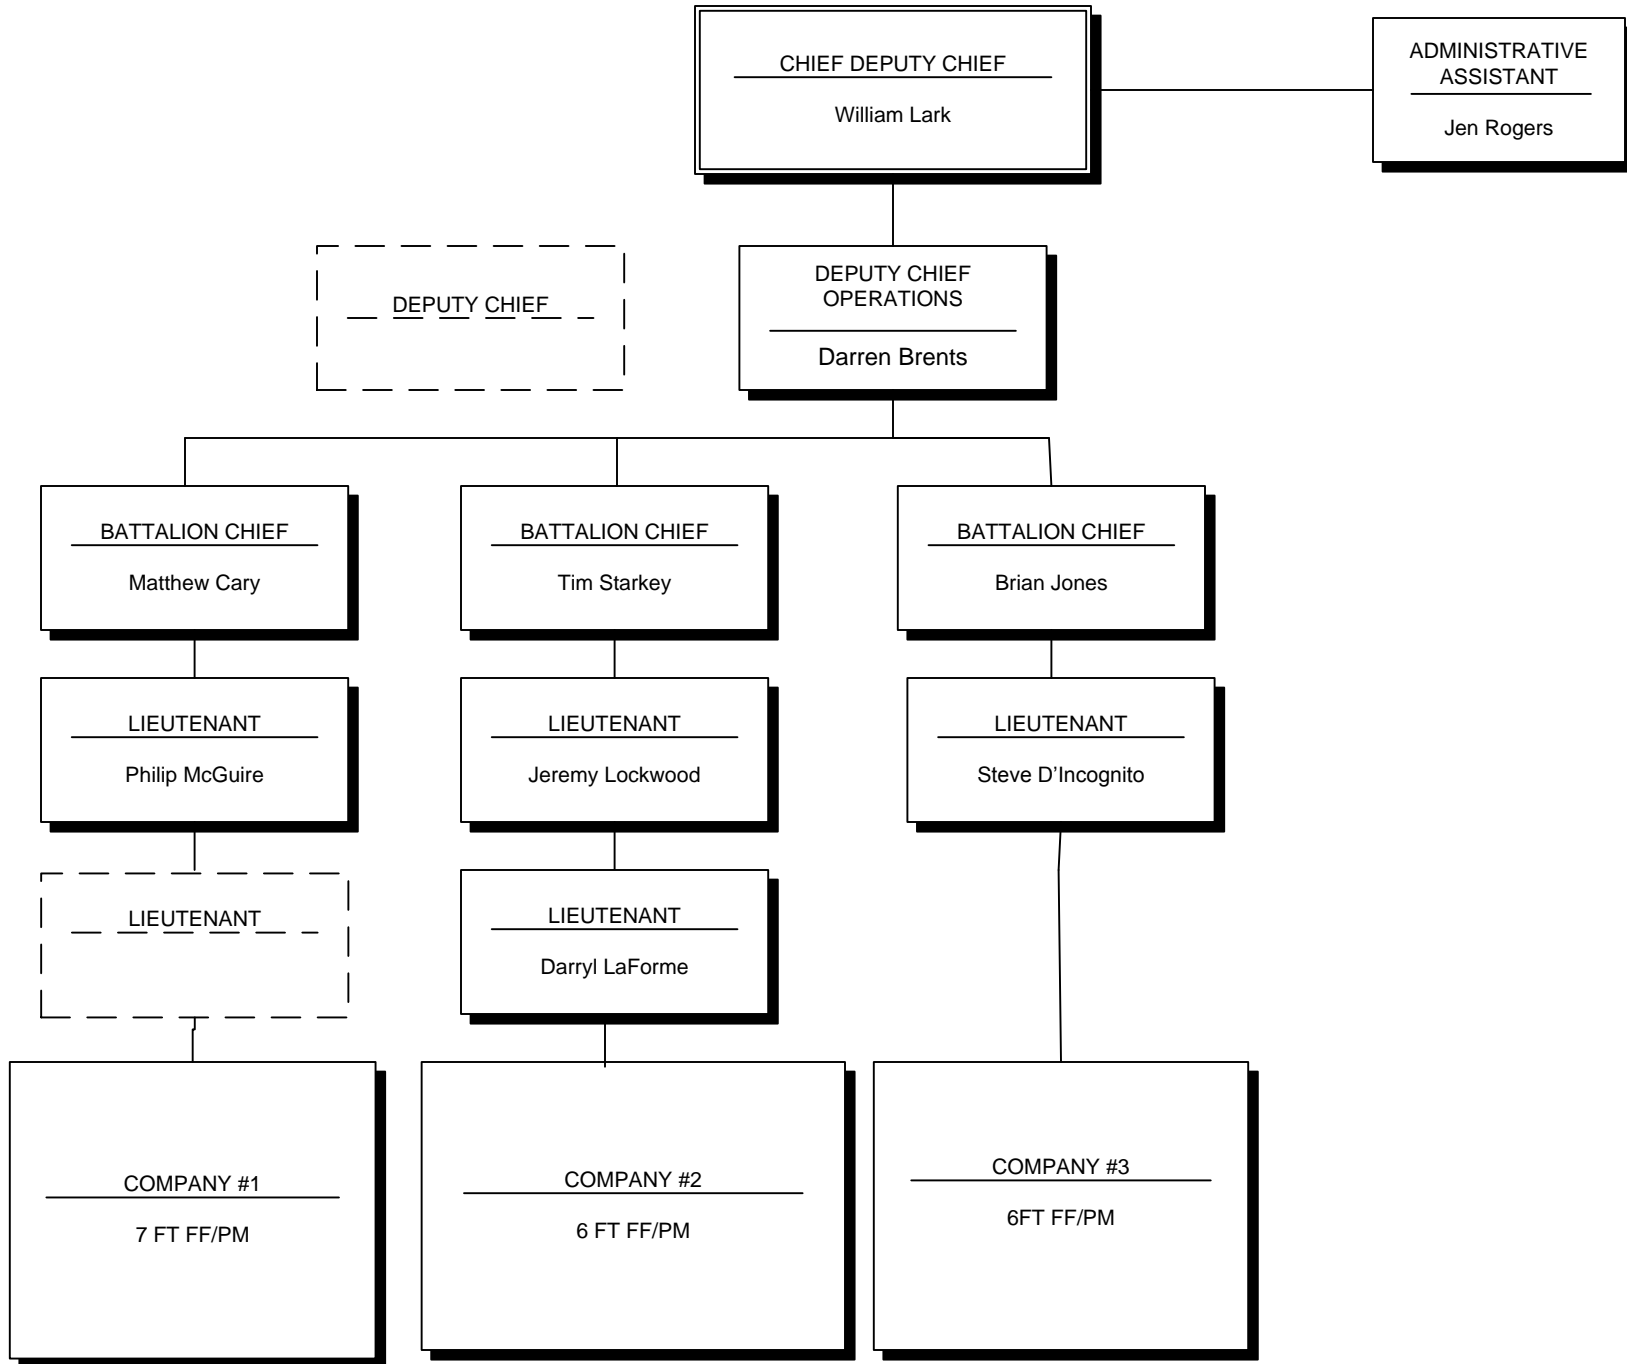 CHIEF DEPUTY CHIEF
William Lark
ADMINISTRATIVE
ASSISTANT
Jen Rogers
DEPUTY CHIEF
DEPUTY CHIEF
OPERATIONS
Darren Brents
BATTALION CHIEF
Matthew Cary
BATTALION CHIEF
Tim Starkey
BATTALION CHIEF
Brian Jones
LIEUTENANT
Philip McGuire
LIEUTENANT
Jeremy Lockwood
LIEUTENANT
Steve D’Incognito
LIEUTENANT
LIEUTENANT
Darryl LaForme
COMPANY #1
7 FT FF/PM
COMPANY #2
6 FT FF/PM
COMPANY #3
6FT FF/PM